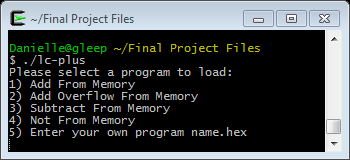 ~/Final Project Files
Danielle@gleep ~/Final Project Files
$ ./lc-plus
Please select a program to load:
1) Add From Memory
2) Add Overflow From Memory
3) Subtract From Memory
4) Not From Memory
5) Enter your own program name.hex